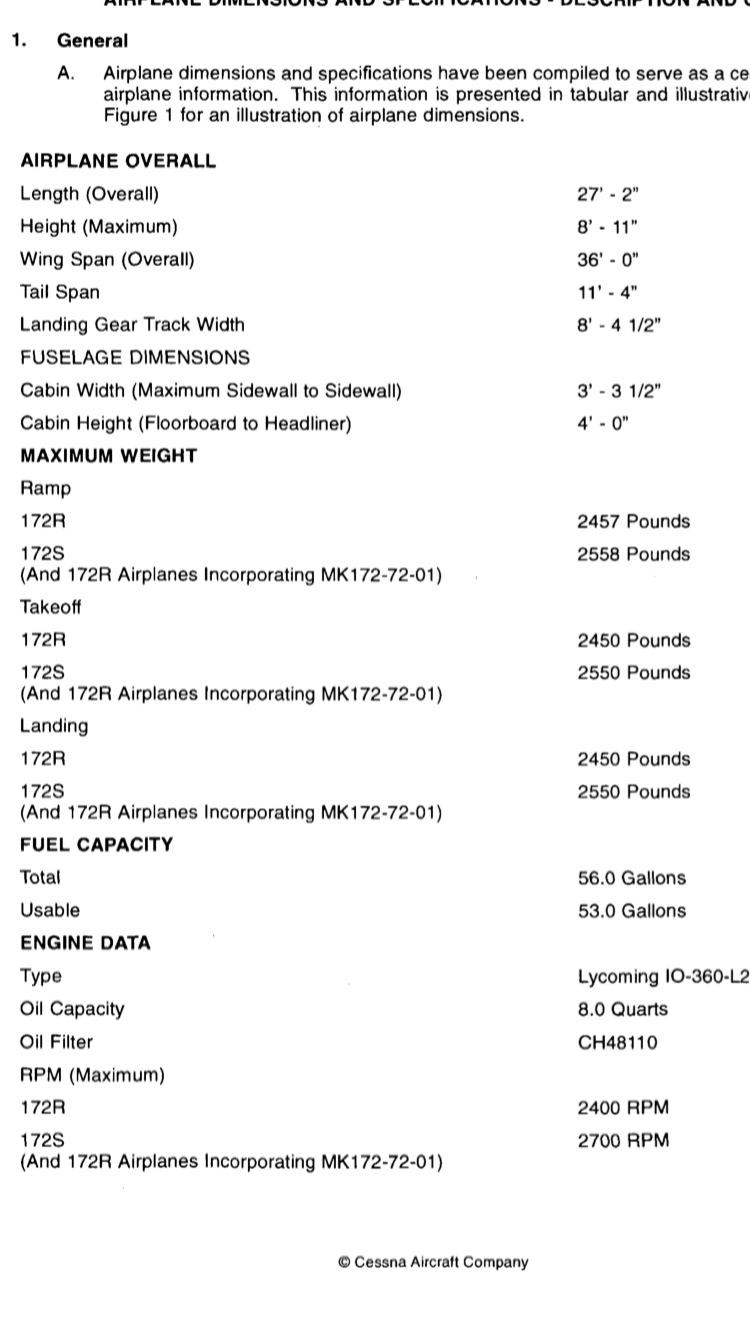 AIRPLANE DIMENSIONS AND SPECIFICATIONS - DESCRIPTION AND
1. General
A. Airplane dimensions and specifications have been compiled to serve as a
airplane information. This information is presented in tabular and
Figure 1 for an illustration of airplane dimensions.
AIRPLANE OVERALL
Length (Overall) 27' - 2"
Height (Maximum) 8' - 11"
Wing Span (Overall) 36' - 0"
Tail Span 11' - 4"
Landing Gear Track Width 8' - 4 1/2"
FUSELAGE DIMENSIONS
Cabin Width (Maximum Sidewall to Sidewall) 3' - 3 1/2"
Cabin Height (Floorboard to Headliner) 4' - 0"
MAXIMUM WEIGHT
Ramp
172R 2457 Pounds
172S 2558 Pounds
(And 172R Airplanes Incorporating MK172-72-01)
Takeoff
172R 2450 Pounds
172S 2550 Pounds
(And 172R Airplanes Incorporating MK172-72-01)
Landing
172R 2450 Pounds
172S 2550 Pounds
(And 172R Airplanes Incorporating MK172-72-01)
FUEL CAPACITY
Total 56.0 Gallons
Usable 53.0 Gallons
ENGINE DATA
Type Lycoming IO-360-L2
Oil Capacity 8.0 Quarts
Oil Filter CH48110
RPM (Maximum)
172R 2400 RPM
172S 2700 RPM
(And 172R Airplanes Incorporating MK172-72-01)
© Cessna Aircraft Company